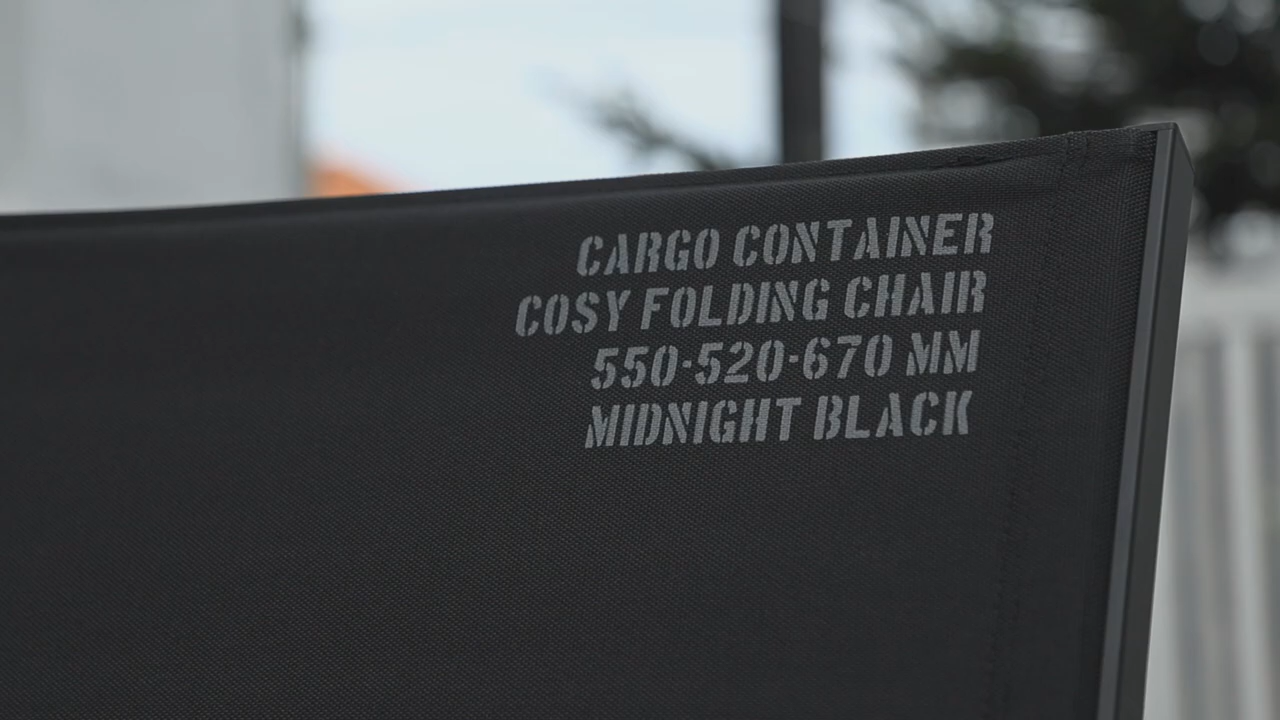 CARGO CONTAINER
COSY FOLDING CHAIR
550-520-670 MM
MIDNIGHT BLACK